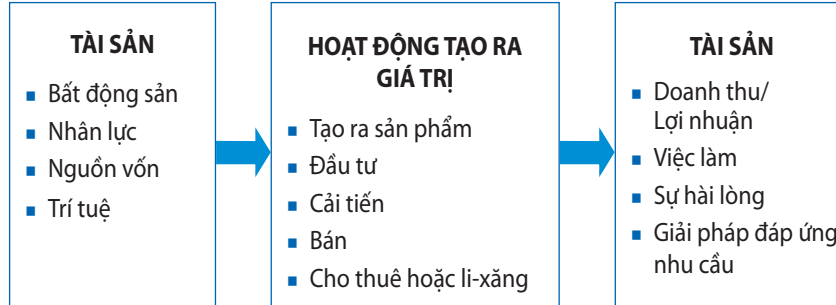 TÀI SẢN
Bất động sản
Nhân lực
Nguồn vốn
Trí tuệ
HOẠT ĐỘNG TẠO RA
GIÁ TRỊ
Tạo ra sản phẩm
Đầu tư
Cải tiến
Bán
Cho thuê hoặc li-xăng
TÀI SẢN
Doanh thu/
Lợi nhuận
Việc làm
Sự hài lòng
Giải pháp đáp ứng
nhu cầu